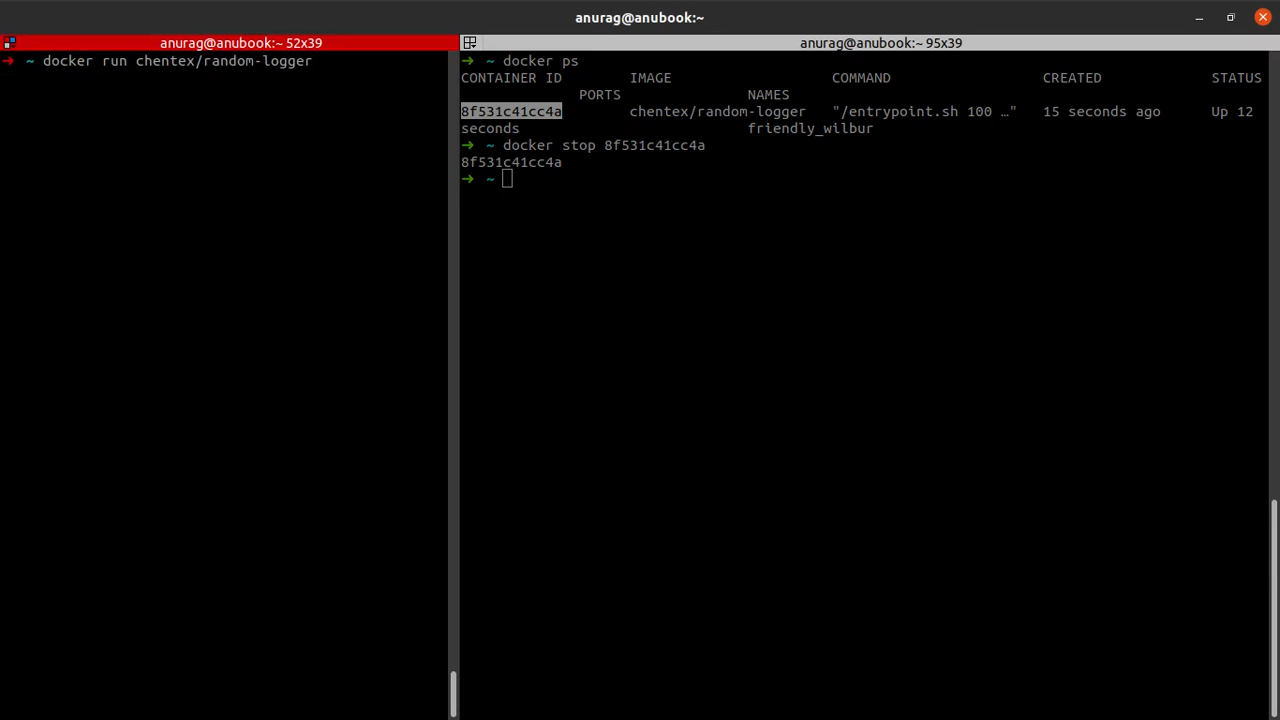 anurag@anubook:~
anurag@anubook:~ 52x39
➜ ~ docker run chentex/random-logger
anurag@anubook:~ 95x39
➜ ~ docker ps
CONTAINER ID IMAGE COMMAND CREATED STATUS
PORTS NAMES
8f531c41cc4a chentex/random-logger "/entrypoint.sh 100 …" 15 seconds ago Up 12
seconds friendly_wilbur
➜ ~ docker stop 8f531c41cc4a
8f531c41cc4a
➜ ~